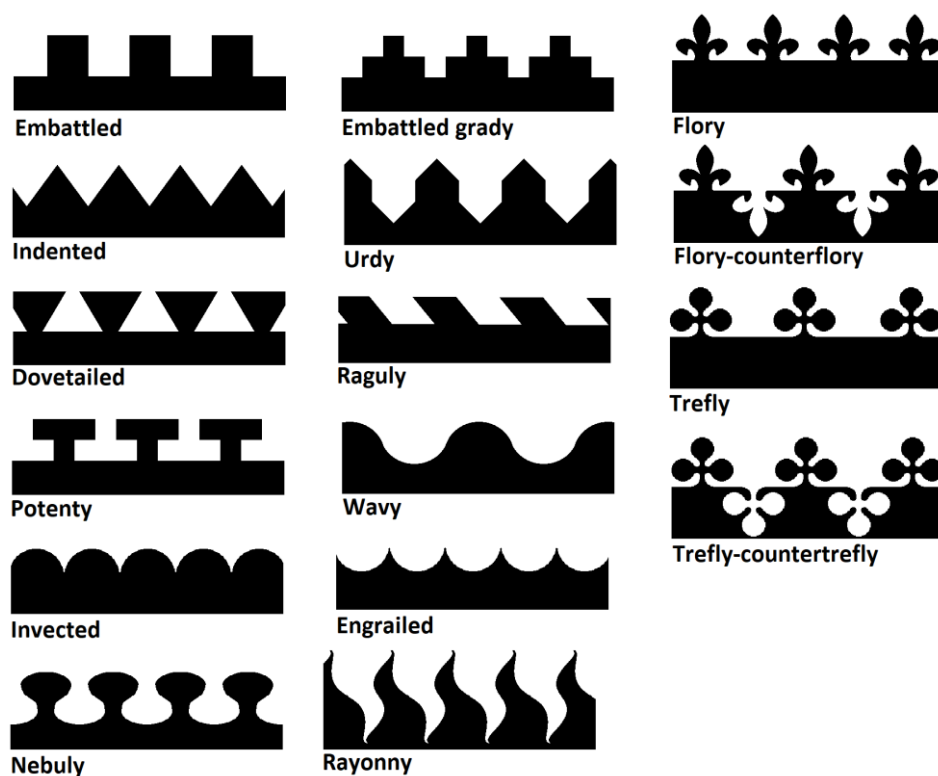 Embattled
Embattled grady
Flory
Indented
Urdy
Flory-counterflory
Dovetailed
Raguly
Trefly
Potenty
Wavy
Trefly-countertrefly
Invected
Engrailed
Nebuly
Rayonny